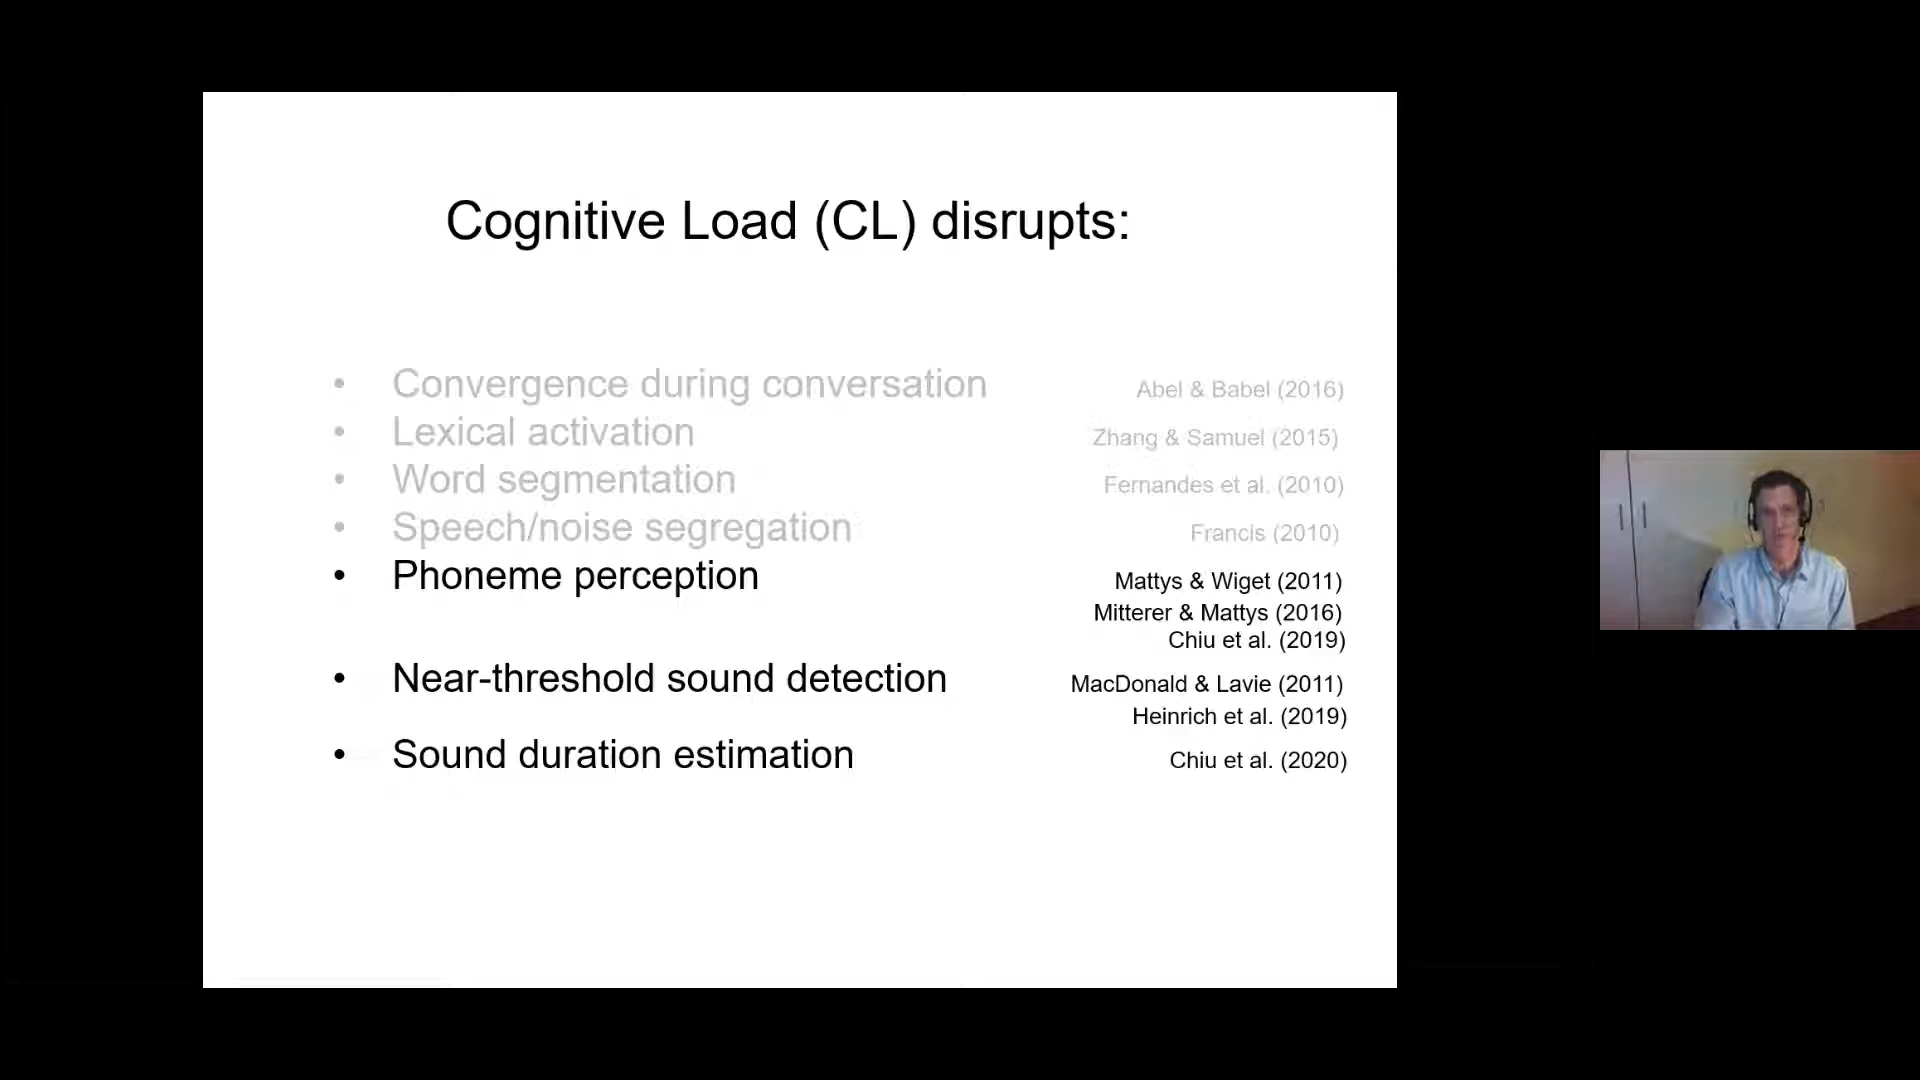 Cognitive Load (CL) disrupts:
• Convergence during conversation Abel & Babel (2016)
• Lexical activation Zhang & Samuel (2015)
• Word segmentation Fernandes et al. (2010)
• Speech/noise segregation Francis (2010)
• Phoneme perception Mattys & Wiget (2011)
Mitterer & Mattys (2016)
Chiu et al. (2019)
• Near-threshold sound detection MacDonald & Lavie (2011)
Heinrich et al. (2019)
• Sound duration estimation Chiu et al. (2020)